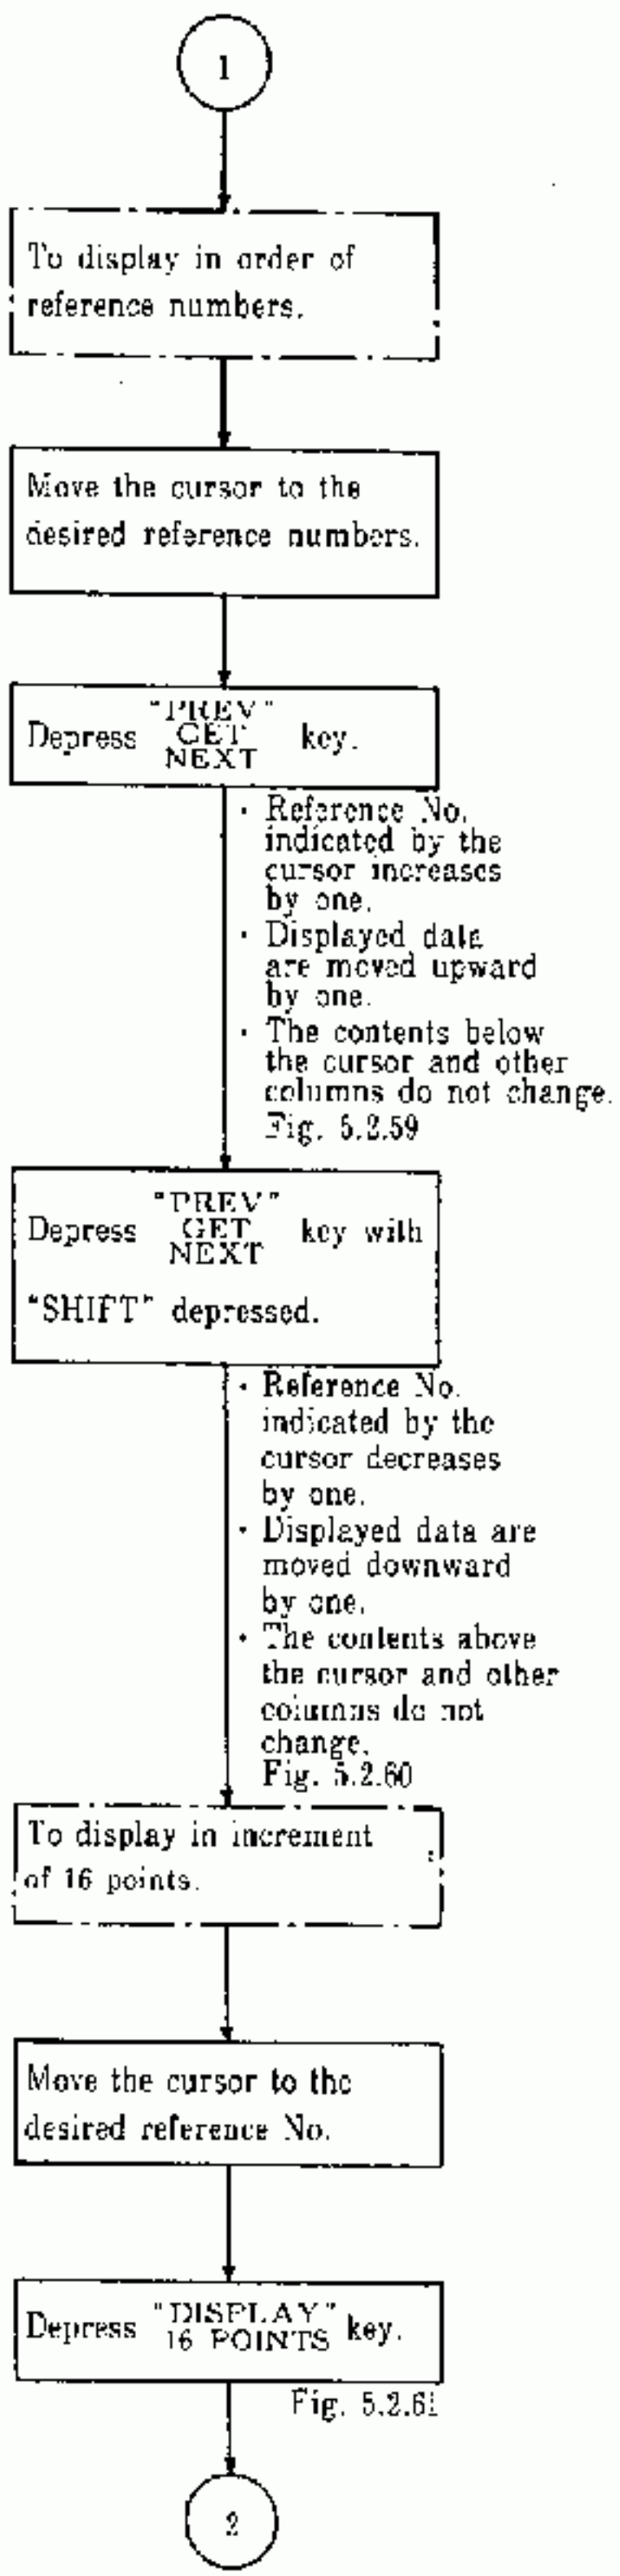 1
To display in order of
reference numbers.
Move the cursor to the
desired reference numbers.
"PREV"
Depress GET key.
NEXT
· Reference No.
indicated by the
cursor increases
by one.
· Displayed data
are moved upward
by one.
· The contents below
the cursor and other
columns do not change.
Fig. 5.2.59
"PREV"
Depress GET key with
NEXT
"SHIFT" depressed.
· Reference No.
indicated by the
cursor decreases
by one.
· Displayed data are
moved downward
by one.
· The contents above
the cursor and other
columns do not
change.
Fig. 5.2.60
To display in increment
of 16 points.
Move the cursor to the
desired reference No.
Depress "DISPLAY" key.
16 POINTS
Fig. 5.2.61
2